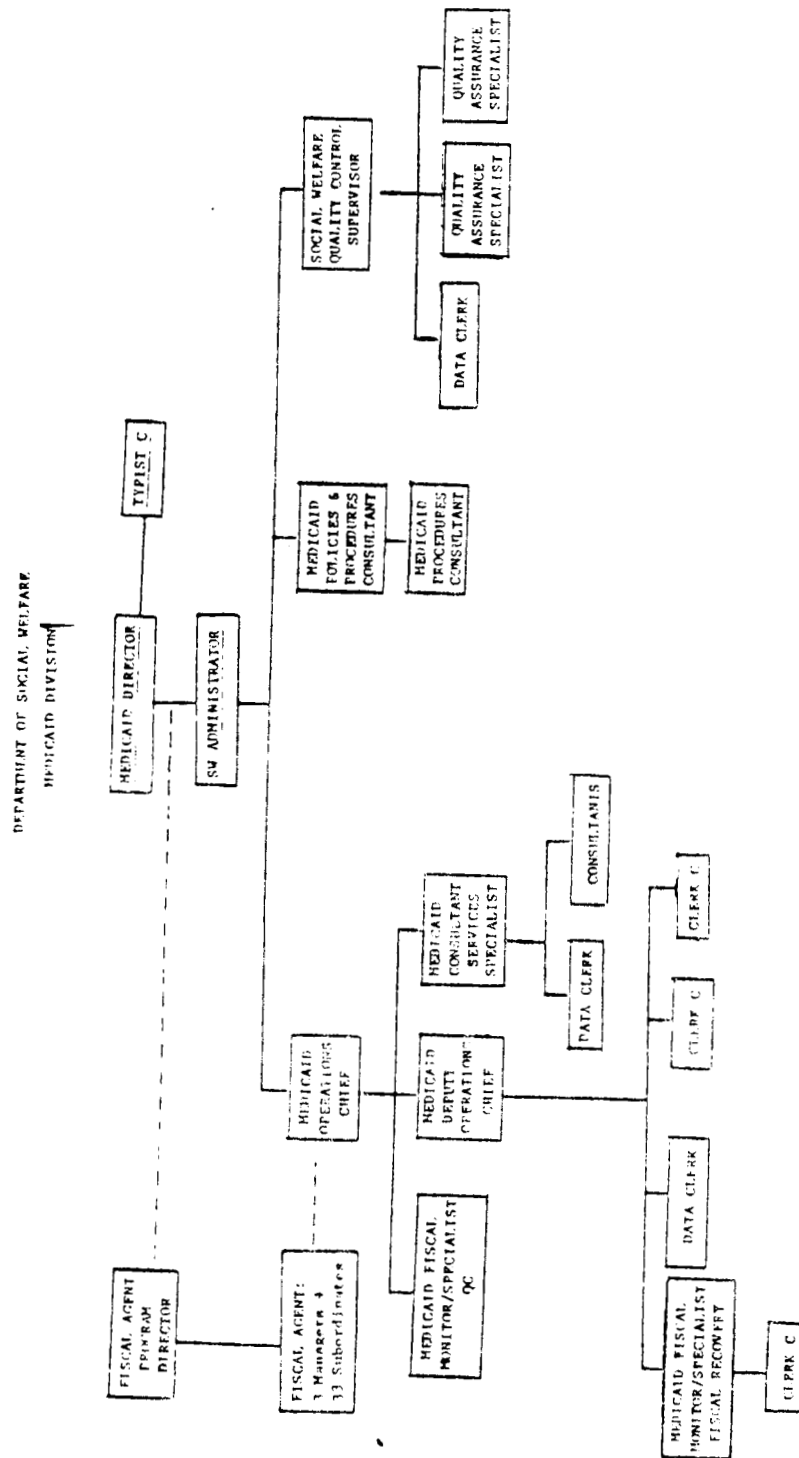 DEPARTMENT OF SOCIAL WELFARE
MEDICAID DIVISION
MEDICAID DIRECTOR
TYPIST C
FISCAL AGENT
PROGRAM
DIRECTOR
SW ADMINISTRATOR
FISCAL AGENT:
3 Managers +
33 Subordinates
MEDICAID
OPERATIONS
CHIEF
MEDICAID
POLICIES &
PROCEDURES
CONSULTANT
SOCIAL WELFARE
QUALITY CONTROL
SUPERVISOR
MEDICAID
PROCEDURES
CONSULTANT
MEDICAID FISCAL
MONITOR/SPECIALIST
QC
MEDICAID
DEPUTY
OPERATIONS
CHIEF
MEDICAID
CONSULTANT
SERVICES
SPECIALIST
DATA CLERK
QUALITY
ASSURANCE
SPECIALIST
QUALITY
ASSURANCE
SPECIALIST
DATA CLERK
CONSULTANTS
MEDICAID FISCAL
MONITOR/SPECIALIST
FISCAL RECOVERY
DATA CLERK
CLERK C
CLERK C
CLERK C